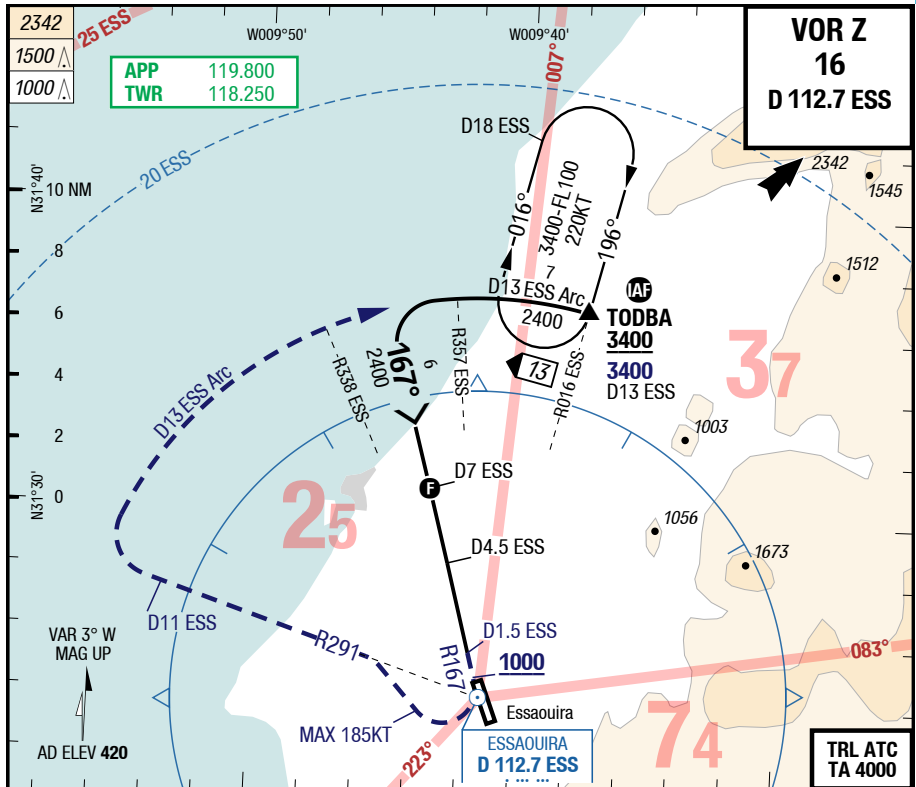 2342
1500
1000
25 ESS
W009°50'
W009°40'
007°
VOR Z
16
D 112.7 ESS
APP 119.800
TWR 118.250
D18 ESS
20 ESS
2342
1545
N31°40'
10 NM
016°
3400-FL100
220KT
196°
8
7
1512
D13 ESS Arc
IAF
6
2400
TODBA
3400
3400
D13 ESS
167°
6
2400
R357 ESS
R338 ESS
13
R016 ESS
37
4
D13 ESS Arc
2
1003
D7 ESS
F
N31°30'
0
25
1056
D4.5 ESS
1673
D11 ESS
D1.5 ESS
VAR 3° W
MAG UP
R291
R167
1000
083°
Essaouira
MAX 185KT
74
AD ELEV 420
223°
ESSAOUIRA
D 112.7 ESS
TRL ATC
TA 4000